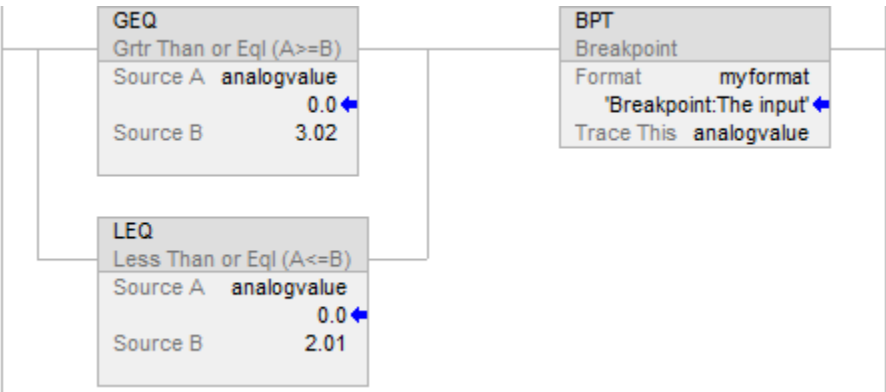 GEQ
Grtr Than or Eql (A>=B)
Source A analogvalue
0.0
Source B 3.02
BPT
Breakpoint
Format myformat
'Breakpoint:The input'
Trace This analogvalue
LEQ
Less Than or Eql (A<=B)
Source A analogvalue
0.0
Source B 2.01